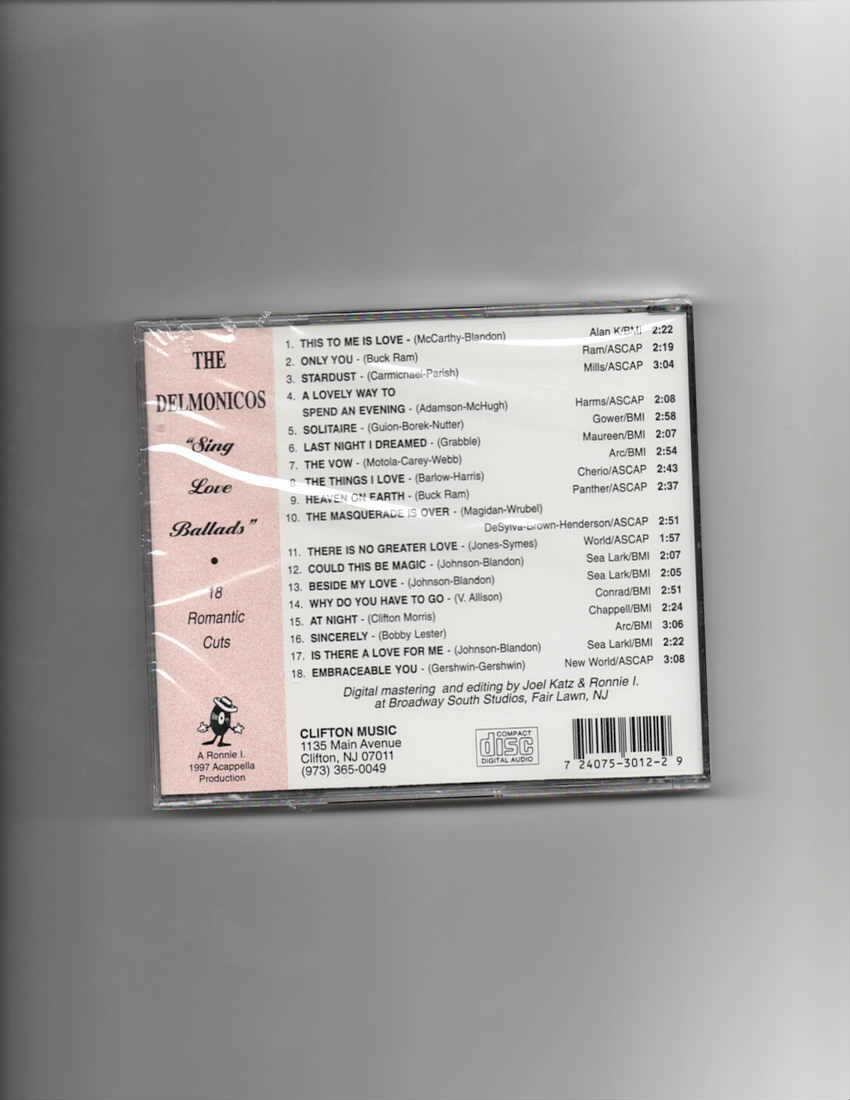 THE
DELMONICOS
"Sing
Love
Ballads"
•
18
Romantic
Cuts
A Ronnie I.
1997 Acappella
Production
1. THIS TO ME IS LOVE - (McCarthy-Blandon) Alan K/BMI 2:22
2. ONLY YOU - (Buck Ram) Ram/ASCAP 2:19
3. STARDUST - (Carmichael-Parish) Mills/ASCAP 3:04
4. A LOVELY WAY TO
SPEND AN EVENING - (Adamson-McHugh) Harms/ASCAP 2:08
5. SOLITAIRE - (Guion-Borek-Nutter) Gower/BMI 2:58
6. LAST NIGHT I DREAMED - (Grabble) Maureen/BMI 2:07
7. THE VOW - (Motola-Carey-Webb) Arc/BMI 2:54
8. THE THINGS I LOVE - (Barlow-Harris) Cherio/ASCAP 2:43
9. HEAVEN ON EARTH - (Buck Ram) Panther/ASCAP 2:37
10. THE MASQUERADE IS OVER - (Magidan-Wrubel)
DeSylva-Brown-Henderson/ASCAP 2:51
11. THERE IS NO GREATER LOVE - (Jones-Symes) World/ASCAP 1:57
12. COULD THIS BE MAGIC - (Johnson-Blandon) Sea Lark/BMI 2:07
13. BESIDE MY LOVE - (Johnson-Blandon) Sea Lark/BMI 2:05
14. WHY DO YOU HAVE TO GO - (V. Allison) Conrad/BMI 2:51
15. AT NIGHT - (Clifton Morris) Chappell/BMI 2:24
16. SINCERELY - (Bobby Lester) Arc/BMI 3:06
17. IS THERE A LOVE FOR ME - (Johnson-Blandon) Sea Larkl/BMI 2:22
18. EMBRACEABLE YOU - (Gershwin-Gershwin) New World/ASCAP 3:08
Digital mastering and editing by Joel Katz & Ronnie I.
at Broadway South Studios, Fair Lawn, NJ
CLIFTON MUSIC
1135 Main Avenue
Clifton, NJ 07011
(973) 365-0049
COMPACT
disc
DIGITAL AUDIO
7 24075-3012-2 9